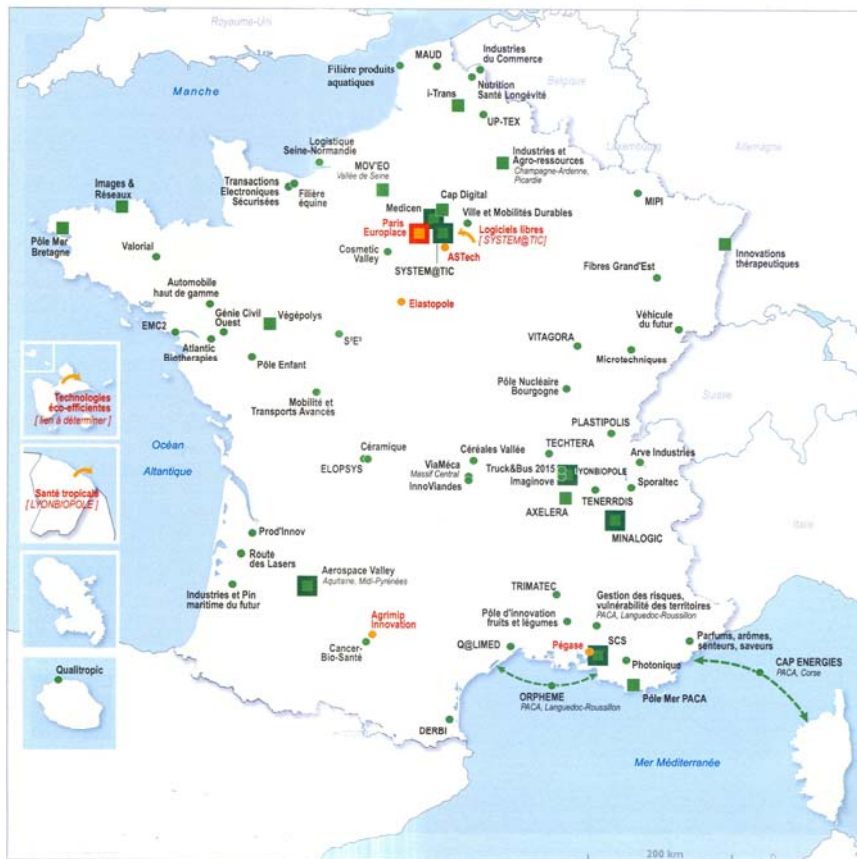 Royaume-Uni
Manche
Belgique
Luxembourg
Allemagne
Suisse
Italie
Océan
Atlantique
Mer Méditerranée
Filière produits
aquatiques
MAUD
Industries
du Commerce
Nutrition
Santé Longévité
i-Trans
UP-TEX
Logistique
Seine-Normandie
MOV'EO
Vallée de Seine
Industries et
Agro-ressources
Champagne-Ardenne,
Picardie
Images &
Réseaux
Transactions
Electroniques
Sécurisées
Filière
équine
Cap Digital
Medicen
Ville et Mobilités Durables
MIPI
Paris
Europlace
Logiciels libres
[ SYSTEM@TIC]
Pôle Mer
Bretagne
Valorial
Cosmetic
Valley
ASTech
SYSTEM@TIC
Innovations
thérapeutiques
Fibres Grand'Est
Automobile
haut de gamme
Elastopole
Génie Civil
Ouest
Végépolys
EMC2
S²E²
Véhicule
du futur
Atlantic
Biotherapies
VITAGORA
Microtechniques
Pôle Enfant
Pôle Nucléaire
Bourgogne
Technologies
éco-efficientes
[ lien à déterminer ]
Mobilité et
Transports Avancés
PLASTIPOLIS
Céramique
ELOPSYS
Céréales Vallée
TECHTERA
Arve Industries
ViaMéca
Massif Central
InnoViandes
Truck&Bus 2015
LYONBIOPOLE
Imaginove
Sporaltec
TENERRDIS
Santé tropicale
[ LYONBIOPOLE ]
AXELERA
MINALOGIC
Prod'Innov
Route
des Lasers
Aerospace Valley
Aquitaine, Midi-Pyrénées
Industries et Pin
maritime du futur
TRIMATEC
Gestion des risques,
vulnérabilité des territoires
PACA, Languedoc-Roussillon
Pôle d'innovation
fruits et légumes
Agrimip
Innovation
Cancer-
Bio-Santé
Q@LIMED
Pégase
SCS
Parfums, arômes,
senteurs, saveurs
Photonique
CAP ENERGIES
PACA, Corse
Qualitropic
ORPHEME
PACA, Languedoc-Roussillon
Pôle Mer PACA
DERBI
200 km